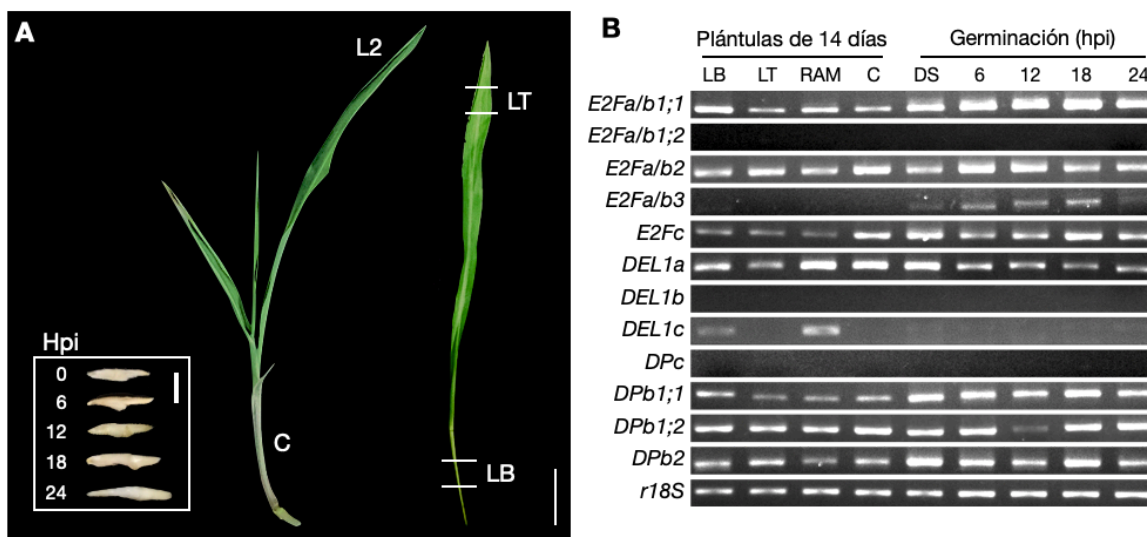 A
L2
LT
Hpi
0
6
12
18
24
C
LB
B
Plántulas de 14 días Germinación (hpi)
LB LT RAM C DS 6 12 18 24
E2Fa/b1;1
E2Fa/b1;2
E2Fa/b2
E2Fa/b3
E2Fc
DEL1a
DEL1b
DEL1c
DPc
DPb1;1
DPb1;2
DPb2
r18S